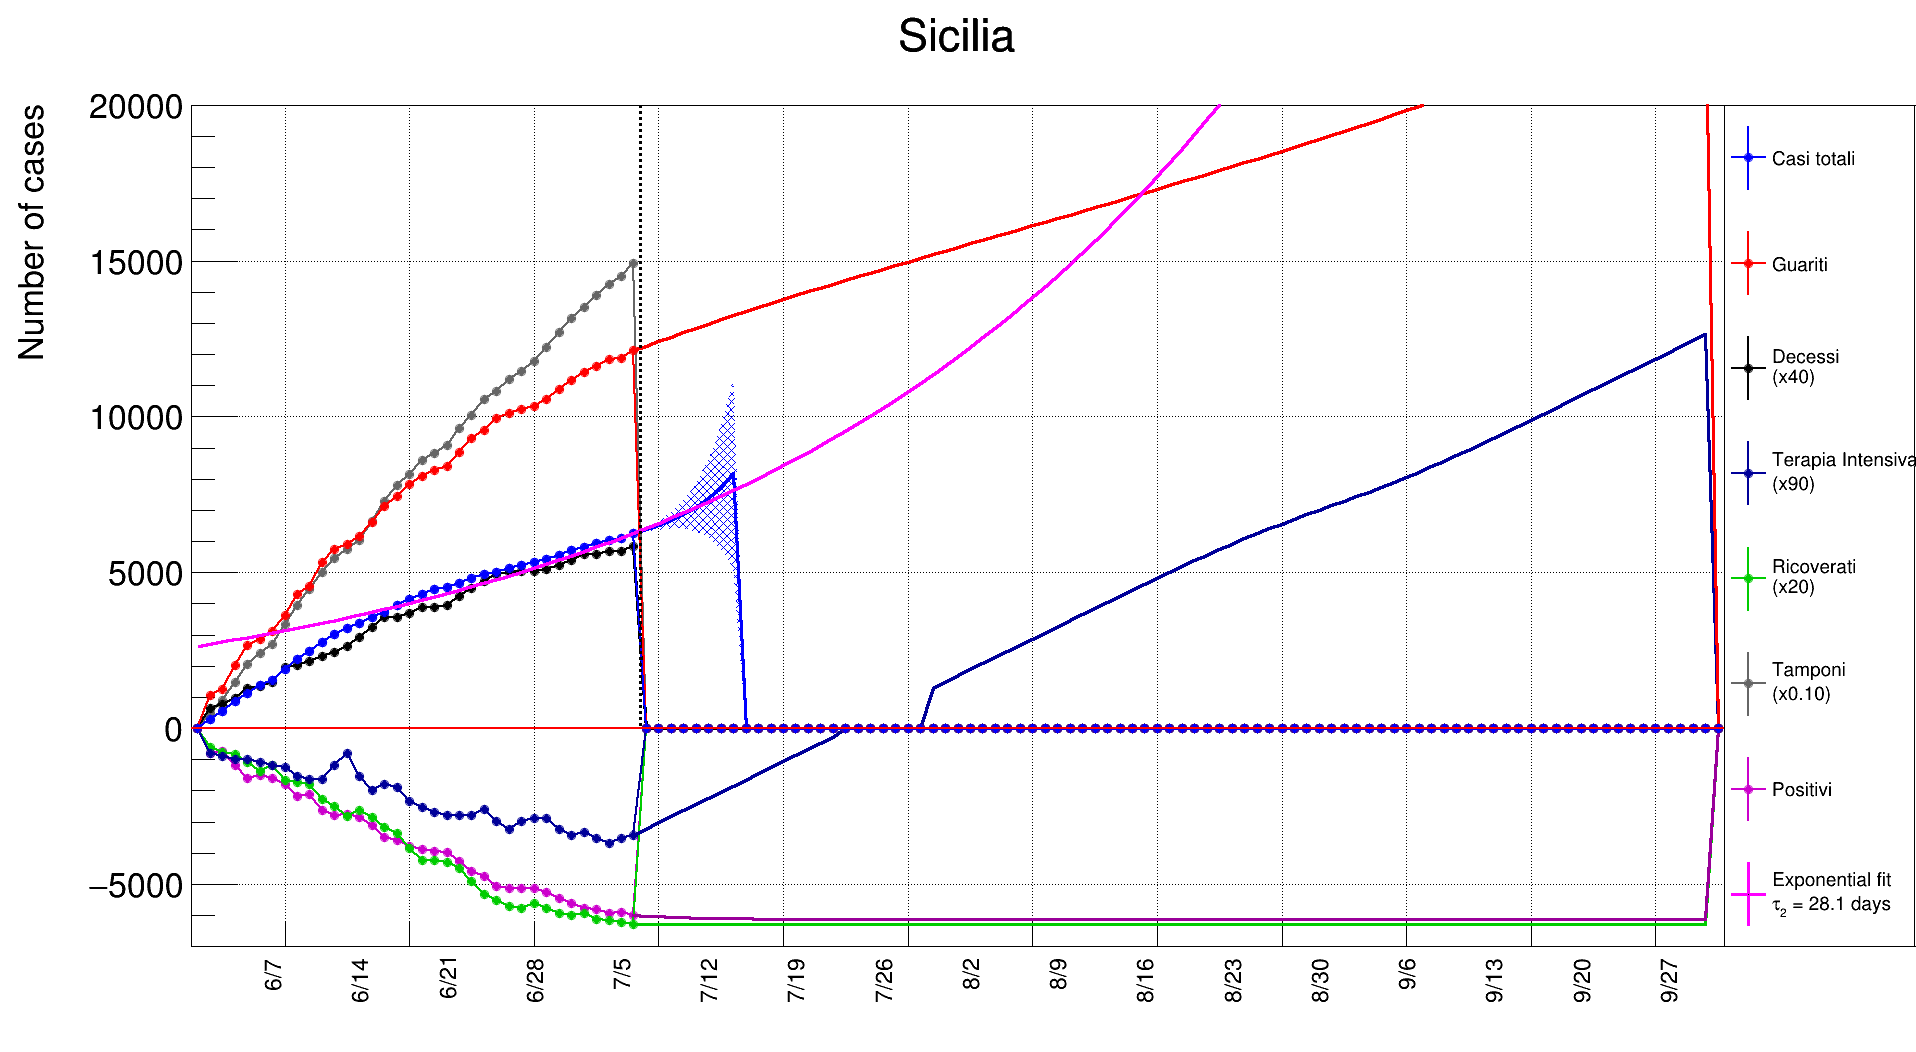 Sicilia
Number of cases
20000
15000
10000
5000
0
−5000
6/7
6/14
6/21
6/28
7/5
7/12
7/19
7/26
8/2
8/9
8/16
8/23
8/30
9/6
9/13
9/20
9/27
Casi totali
Guariti
Decessi
(x40)
Terapia Intensiva
(x90)
Ricoverati
(x20)
Tamponi
(x0.10)
Positivi
Exponential fit
τ2 = 28.1 days